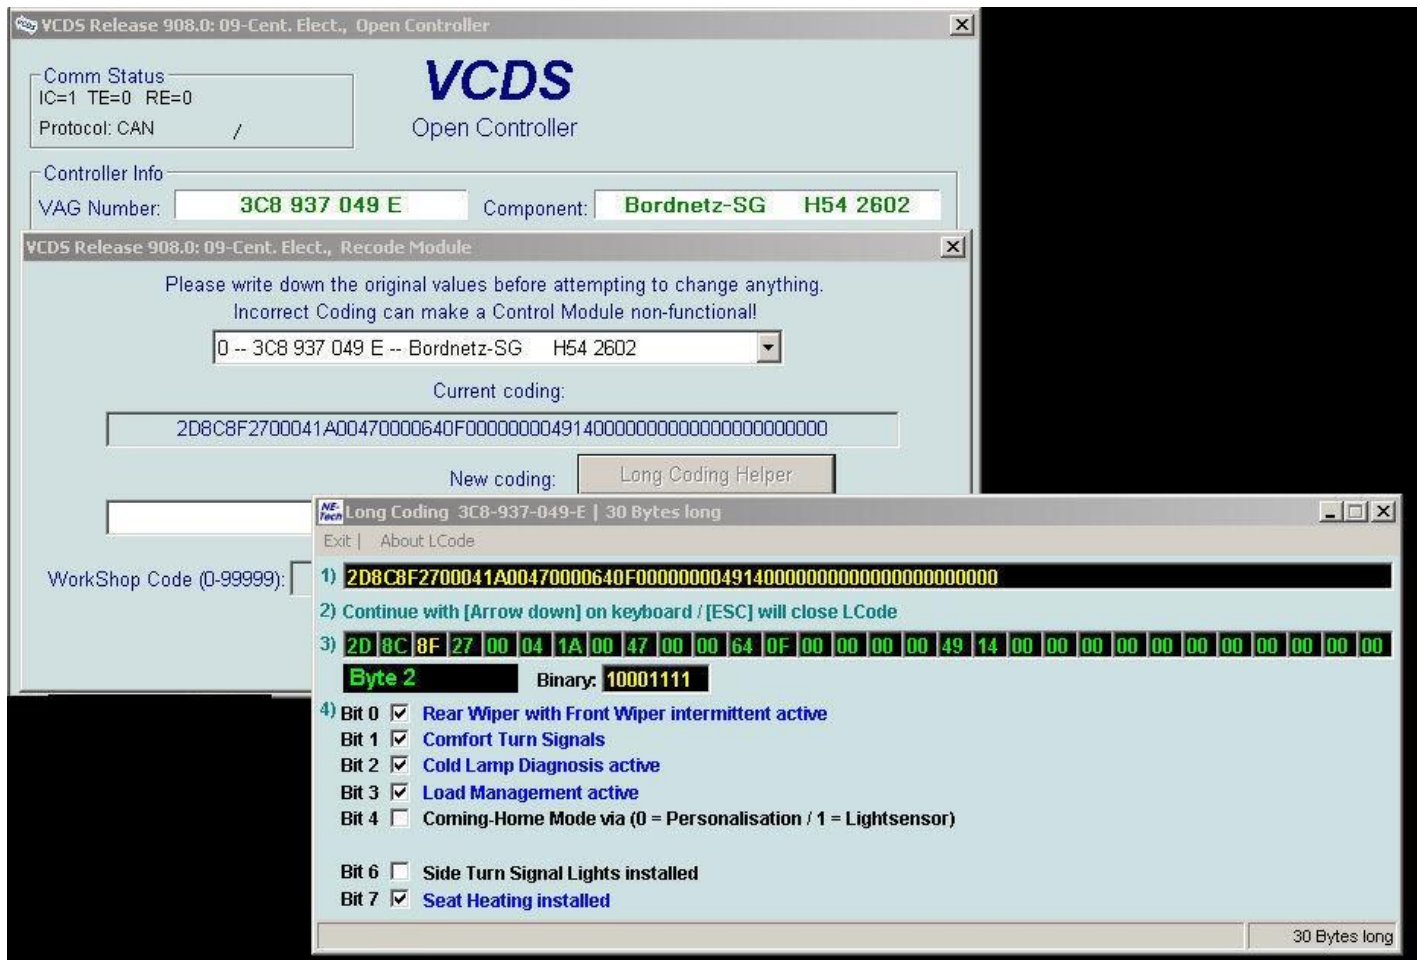 VCDS Release 908.0: 09-Cent. Elect., Open Controller
Comm Status
IC=1 TE=0 RE=0
Protocol: CAN /
VCDS
Open Controller
Controller Info
VAG Number: 3C8 937 049 E Component: Bordnetz-SG H54 2602
VCDS Release 908.0: 09-Cent. Elect., Recode Module
Please write down the original values before attempting to change anything.
Incorrect Coding can make a Control Module non-functional!
0 -- 3C8 937 049 E -- Bordnetz-SG H54 2602
Current coding:
2D8C8F2700041A00470000640F0000000049140000000000000000000000
New coding: Long Coding Helper
WorkShop Code (0-99999):
NE-Tech Long Coding 3C8-937-049-E | 30 Bytes long
Exit | About LCode
1) 2D8C8F2700041A00470000640F0000000049140000000000000000000000
2) Continue with [Arrow down] on keyboard / [ESC] will close LCode
3) 2D 8C 8F 27 00 04 1A 00 47 00 00 64 0F 00 00 00 00 49 14 00 00 00 00 00 00 00 00 00 00 00
Byte 2 Binary: 10001111
4) Bit 0 Rear Wiper with Front Wiper intermittent active
Bit 1 Comfort Turn Signals
Bit 2 Cold Lamp Diagnosis active
Bit 3 Load Management active
Bit 4 Coming-Home Mode via (0 = Personalisation / 1 = Lightsensor)
Bit 6 Side Turn Signal Lights installed
Bit 7 Seat Heating installed
30 Bytes long